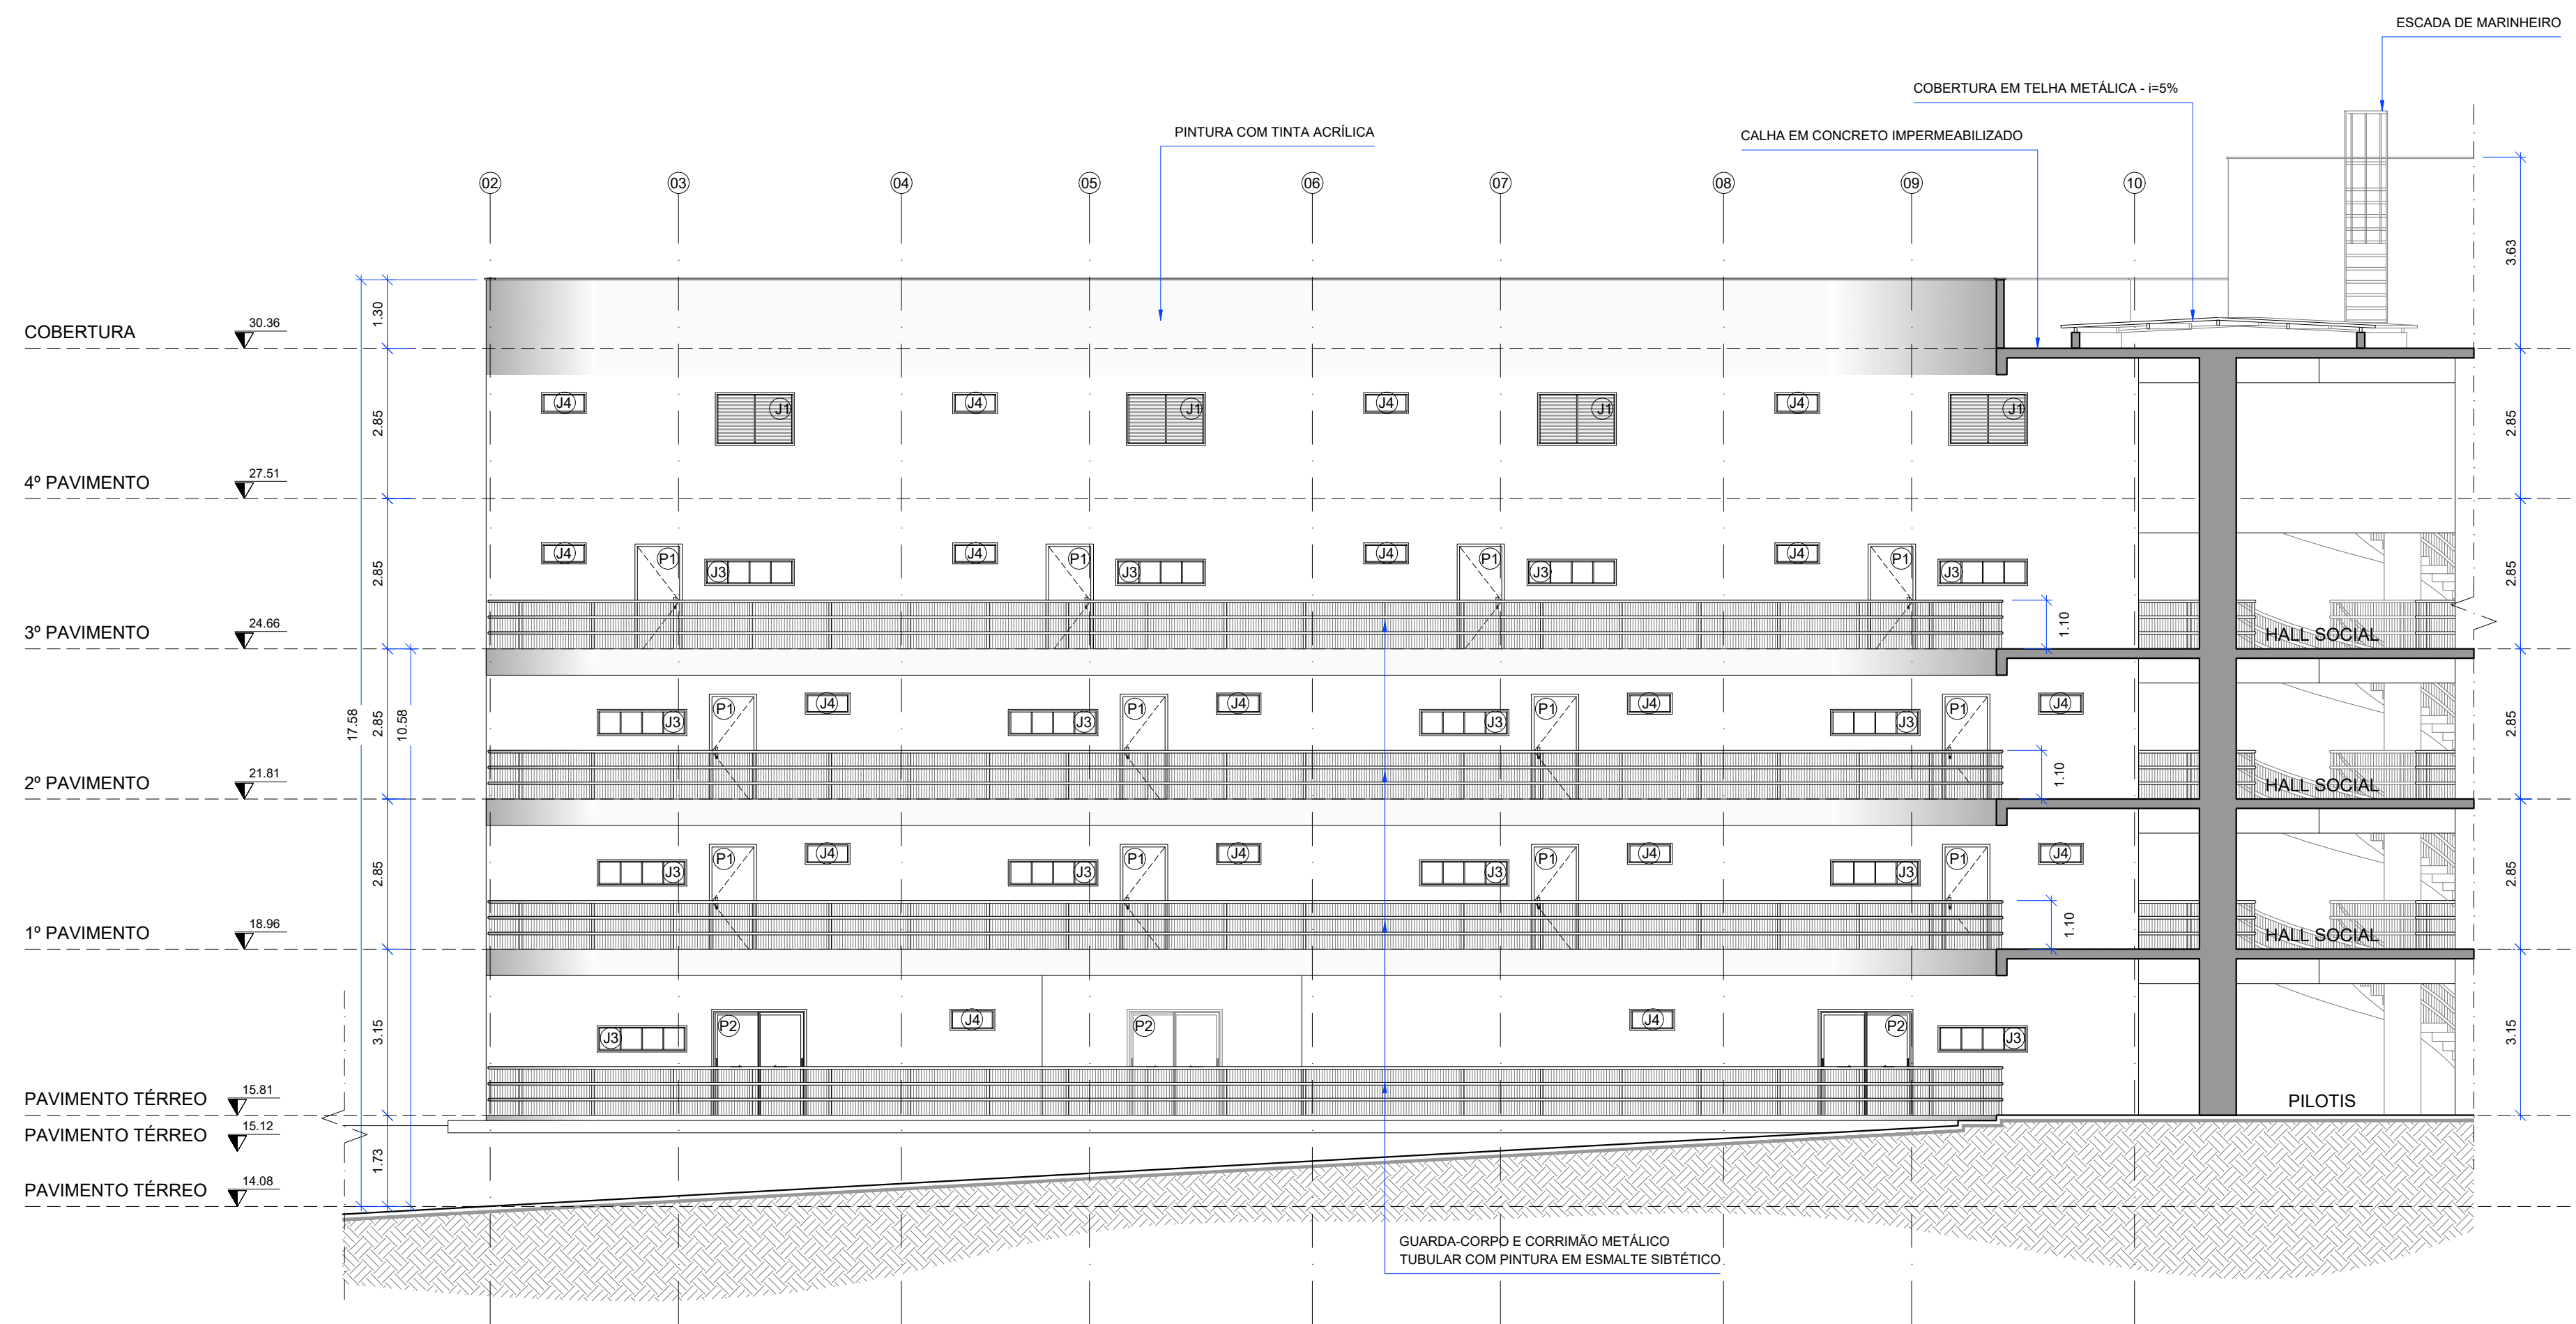 ESCADA DE MARINHEIRO
COBERTURA EM TELHA METÁLICA - i=5%
PINTURA COM TINTA ACRÍLICA
CALHA EM CONCRETO IMPERMEABILIZADO
02 03 04 05 06 07 08 09 10
3.63
1.30
COBERTURA 30.36
J4 J1 J4 J1 J4 J1 J4 J1
2.85 2.85
4º PAVIMENTO 27.51
J4 P1 J3 J4 P1 J3 J4 P1 J3 J4 P1 J3
2.85 2.85
1.10
3º PAVIMENTO 24.66
HALL SOCIAL
J3 P1 J4 J3 P1 J4 J3 P1 J4 J3 P1 J4
17.58 2.85 10.58 2.85
1.10
2º PAVIMENTO 21.81
HALL SOCIAL
J3 P1 J4 J3 P1 J4 J3 P1 J4 J3 P1 J4
2.85 2.85
1.10
1º PAVIMENTO 18.96
HALL SOCIAL
J3 P2 J4 P2 J4 P2 J3
3.15 3.15
PAVIMENTO TÉRREO 15.81
PILOTIS
PAVIMENTO TÉRREO 15.12
1.73
PAVIMENTO TÉRREO 14.08
GUARDA-CORPO E CORRIMÃO METÁLICO
TUBULAR COM PINTURA EM ESMALTE SIBTÉTICO